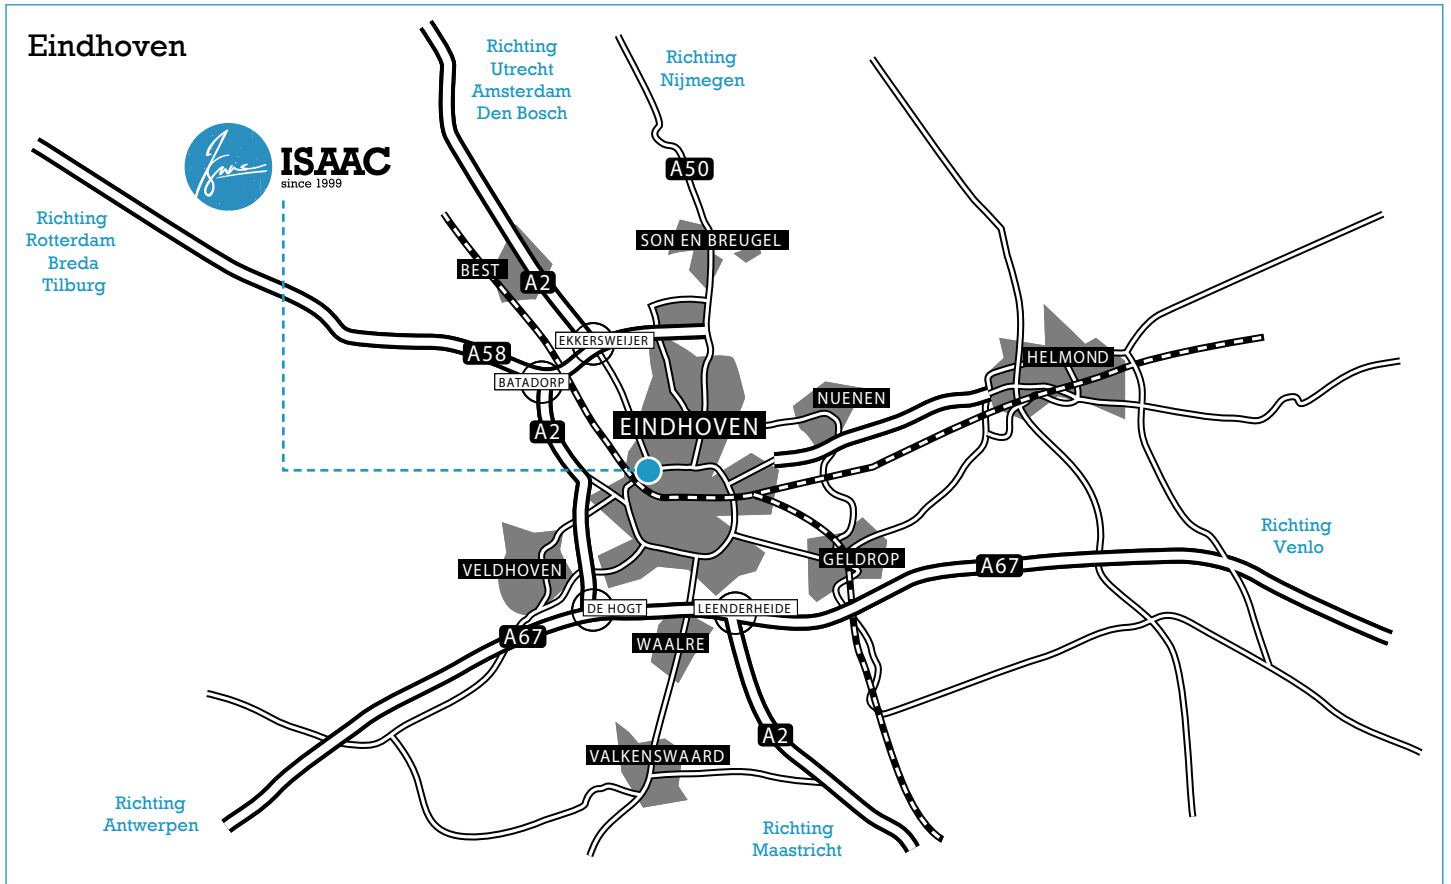 Eindhoven
Richting
Utrecht
Amsterdam
Den Bosch
Richting
Nijmegen
ISAAC
since 1999
A50
Richting
Rotterdam
Breda
Tilburg
SON EN BREUGEL
BEST
A2
EKKERSWEIJER
A58
BATADORP
HELMOND
NUENEN
EINDHOVEN
A2
Richting
Venlo
VELDHOVEN
GELDROP
A67
DE HOGT
LEENDERHEIDE
A67
WAALRE
A2
VALKENSWAARD
Richting
Antwerpen
Richting
Maastricht